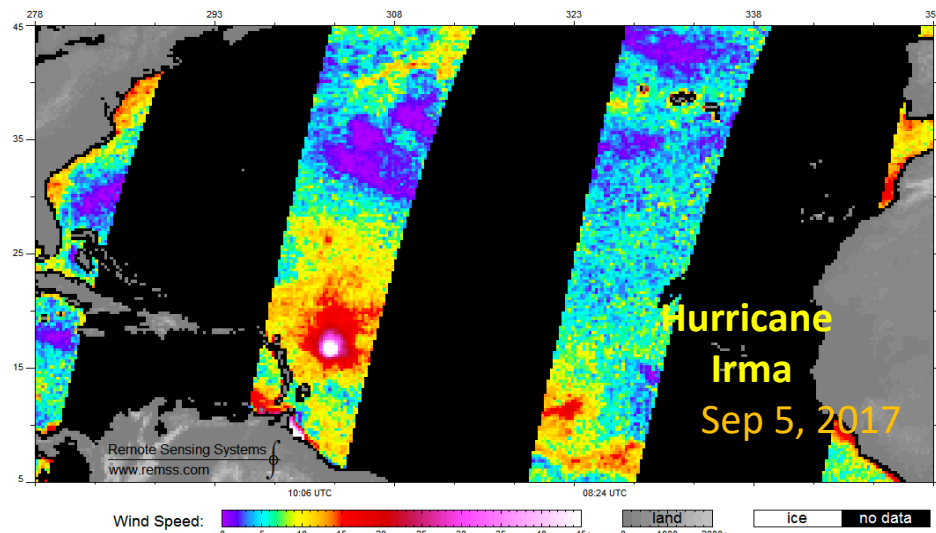 278 293 308 323 338 35
45
35
25
15
5
Hurricane
Irma
Sep 5, 2017
Remote Sensing Systems
www.remss.com
10:06 UTC 08:24 UTC
Wind Speed: land ice no data